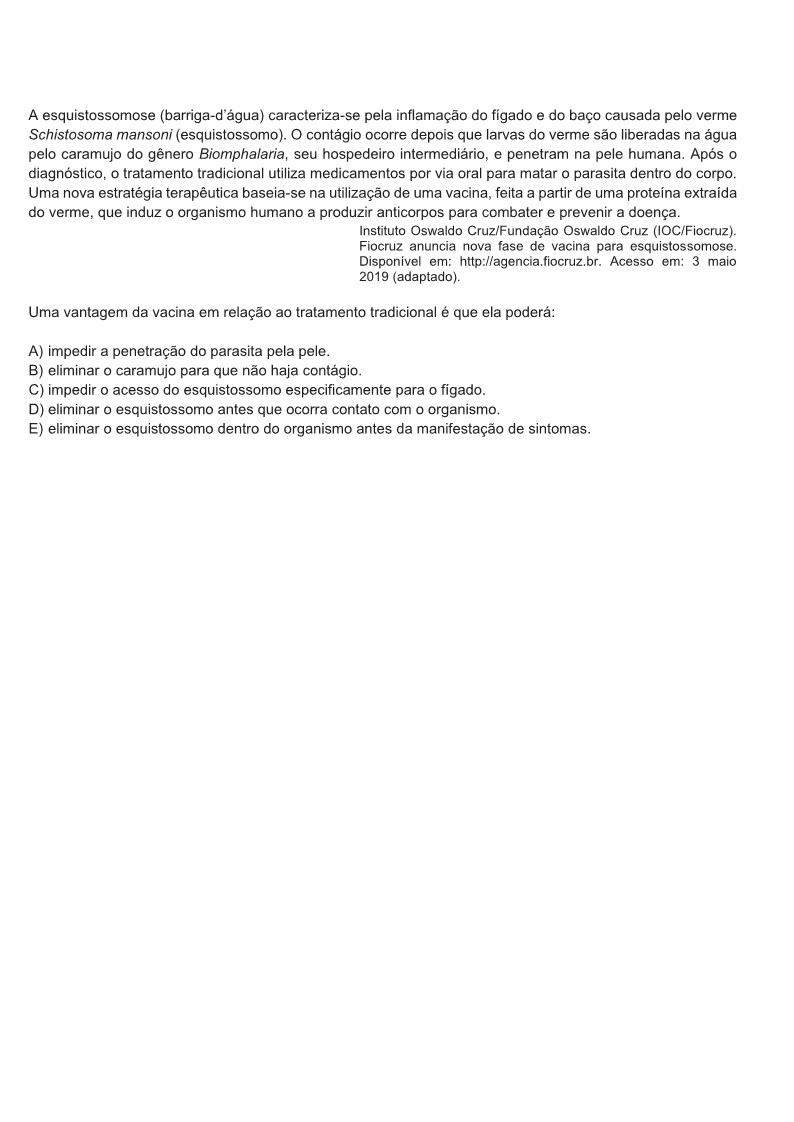 A esquistossomose (barriga-d’água) caracteriza-se pela inflamação do fígado e do baço causada pelo verme
Schistosoma mansoni (esquistossomo). O contágio ocorre depois que larvas do verme são liberadas na água
pelo caramujo do gênero Biomphalaria, seu hospedeiro intermediário, e penetram na pele humana. Após o
diagnóstico, o tratamento tradicional utiliza medicamentos por via oral para matar o parasita dentro do corpo.
Uma nova estratégia terapêutica baseia-se na utilização de uma vacina, feita a partir de uma proteína extraída
do verme, que induz o organismo humano a produzir anticorpos para combater e prevenir a doença.
Instituto Oswaldo Cruz/Fundação Oswaldo Cruz (IOC/Fiocruz).
Fiocruz anuncia nova fase de vacina para esquistossomose.
Disponível em: http://agencia.fiocruz.br. Acesso em: 3 maio
2019 (adaptado).
Uma vantagem da vacina em relação ao tratamento tradicional é que ela poderá:
A) impedir a penetração do parasita pela pele.
B) eliminar o caramujo para que não haja contágio.
C) impedir o acesso do esquistossomo especificamente para o fígado.
D) eliminar o esquistossomo antes que ocorra contato com o organismo.
E) eliminar o esquistossomo dentro do organismo antes da manifestação de sintomas.